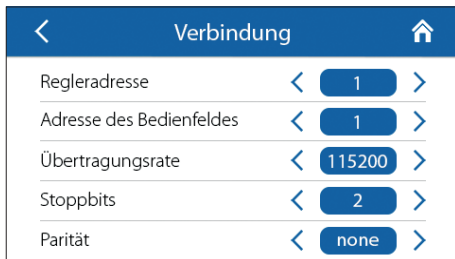 Verbindung
Regleradresse 1
Adresse des Bedienfeldes 1
Übertragungsrate 115200
Stoppbits 2
Parität none